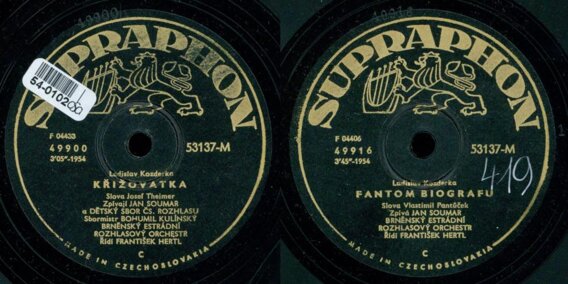 49900
SUPRAPHON
54-0102
F 04433
49900
3'05"-1954
53137-M
Ladislav Kozderka
KŘIŽOVATKA
Slova Josef Theimer
Zpívají JAN SOUMAR
a DĚTSKÝ SBOR ČS. ROZHLASU
Sbormistr BOHUMIL KULÍNSKÝ
BRNĚNSKÝ ESTRÁDNÍ
ROZHLASOVÝ ORCHESTR
Řídí FRANTIŠEK HERTL
C
MADE IN CZECHOSLOVAKIA
SUPRAPHON
F 04406
49916
3'45"-1954
53137-M
419
Ladislav Kozderka
FANTOM BIOGRAFU
Slova Vlastimil Pantůček
Zpívá JAN SOUMAR
BRNĚNSKÝ ESTRÁDNÍ
ROZHLASOVÝ ORCHESTR
Řídí FRANTIŠEK HERTL
C
MADE IN CZECHOSLOVAKIA